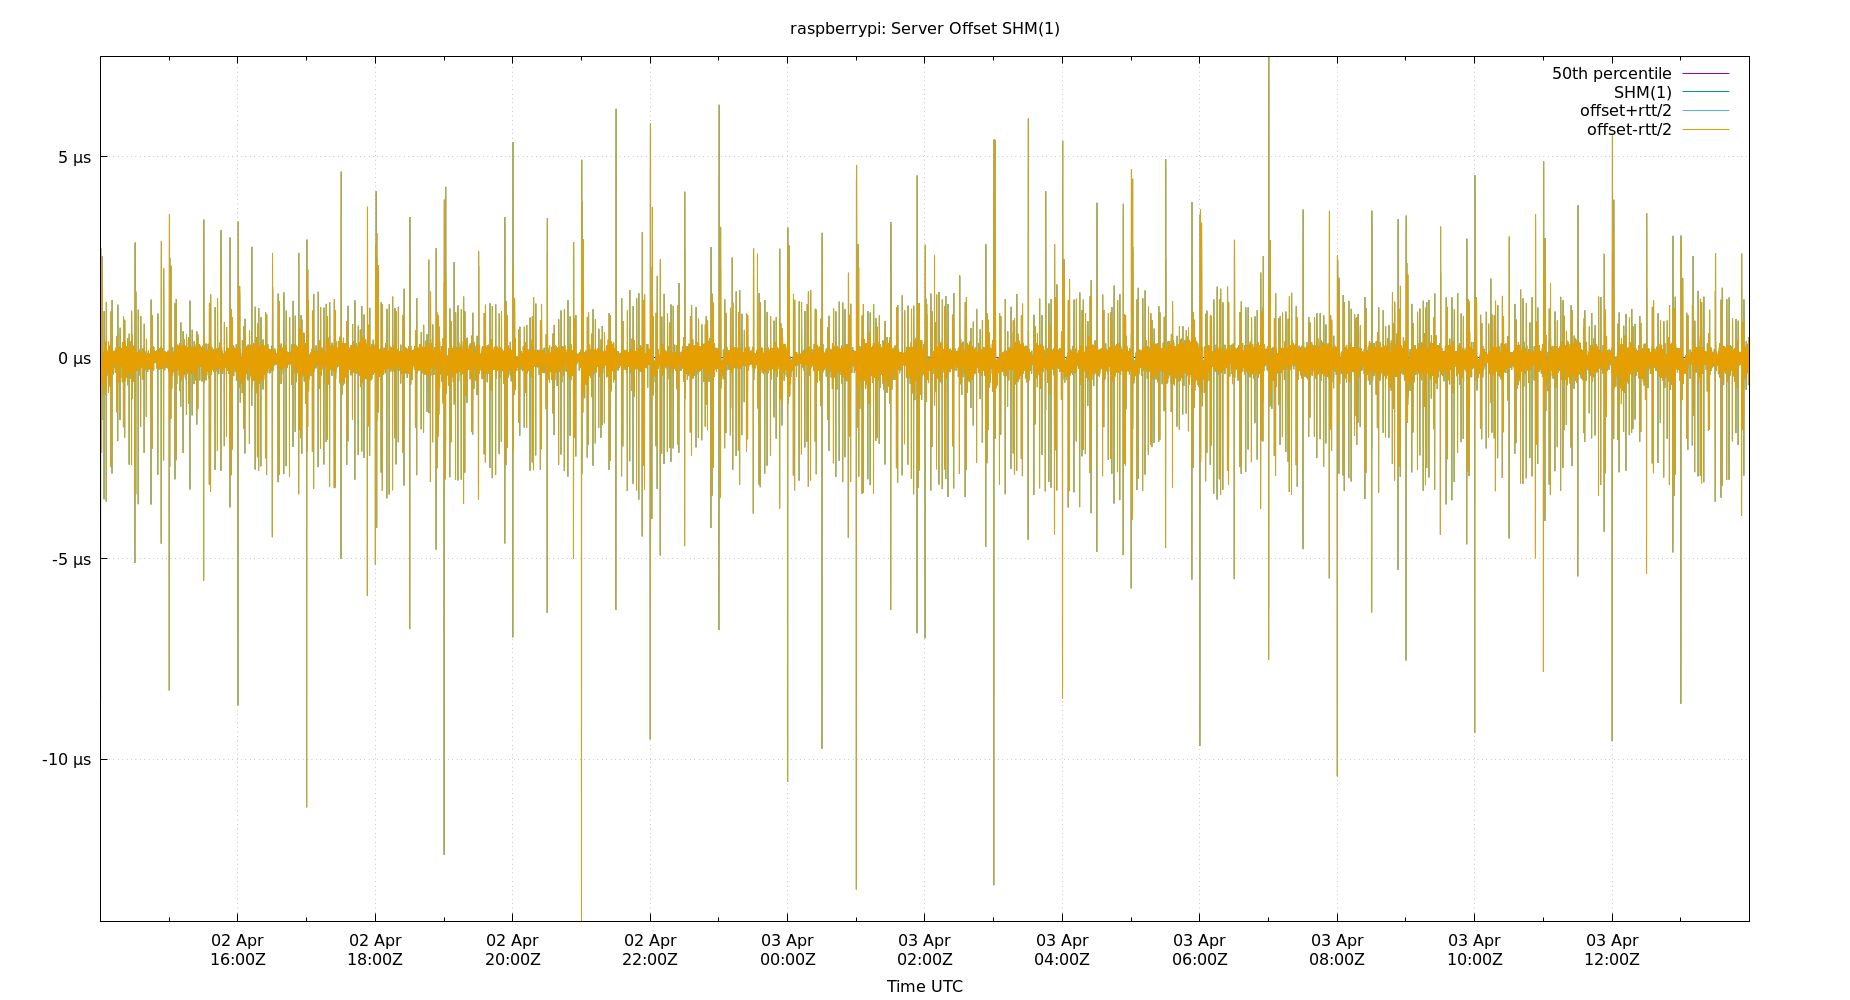 raspberrypi: Server Offset SHM(1)
50th percentile
SHM(1)
offset+rtt/2
offset-rtt/2
5 µs
0 µs
-5 µs
-10 µs
02 Apr 02 Apr 02 Apr 02 Apr 03 Apr 03 Apr 03 Apr 03 Apr 03 Apr 03 Apr 03 Apr
16:00Z 18:00Z 20:00Z 22:00Z 00:00Z 02:00Z 04:00Z 06:00Z 08:00Z 10:00Z 12:00Z
Time UTC